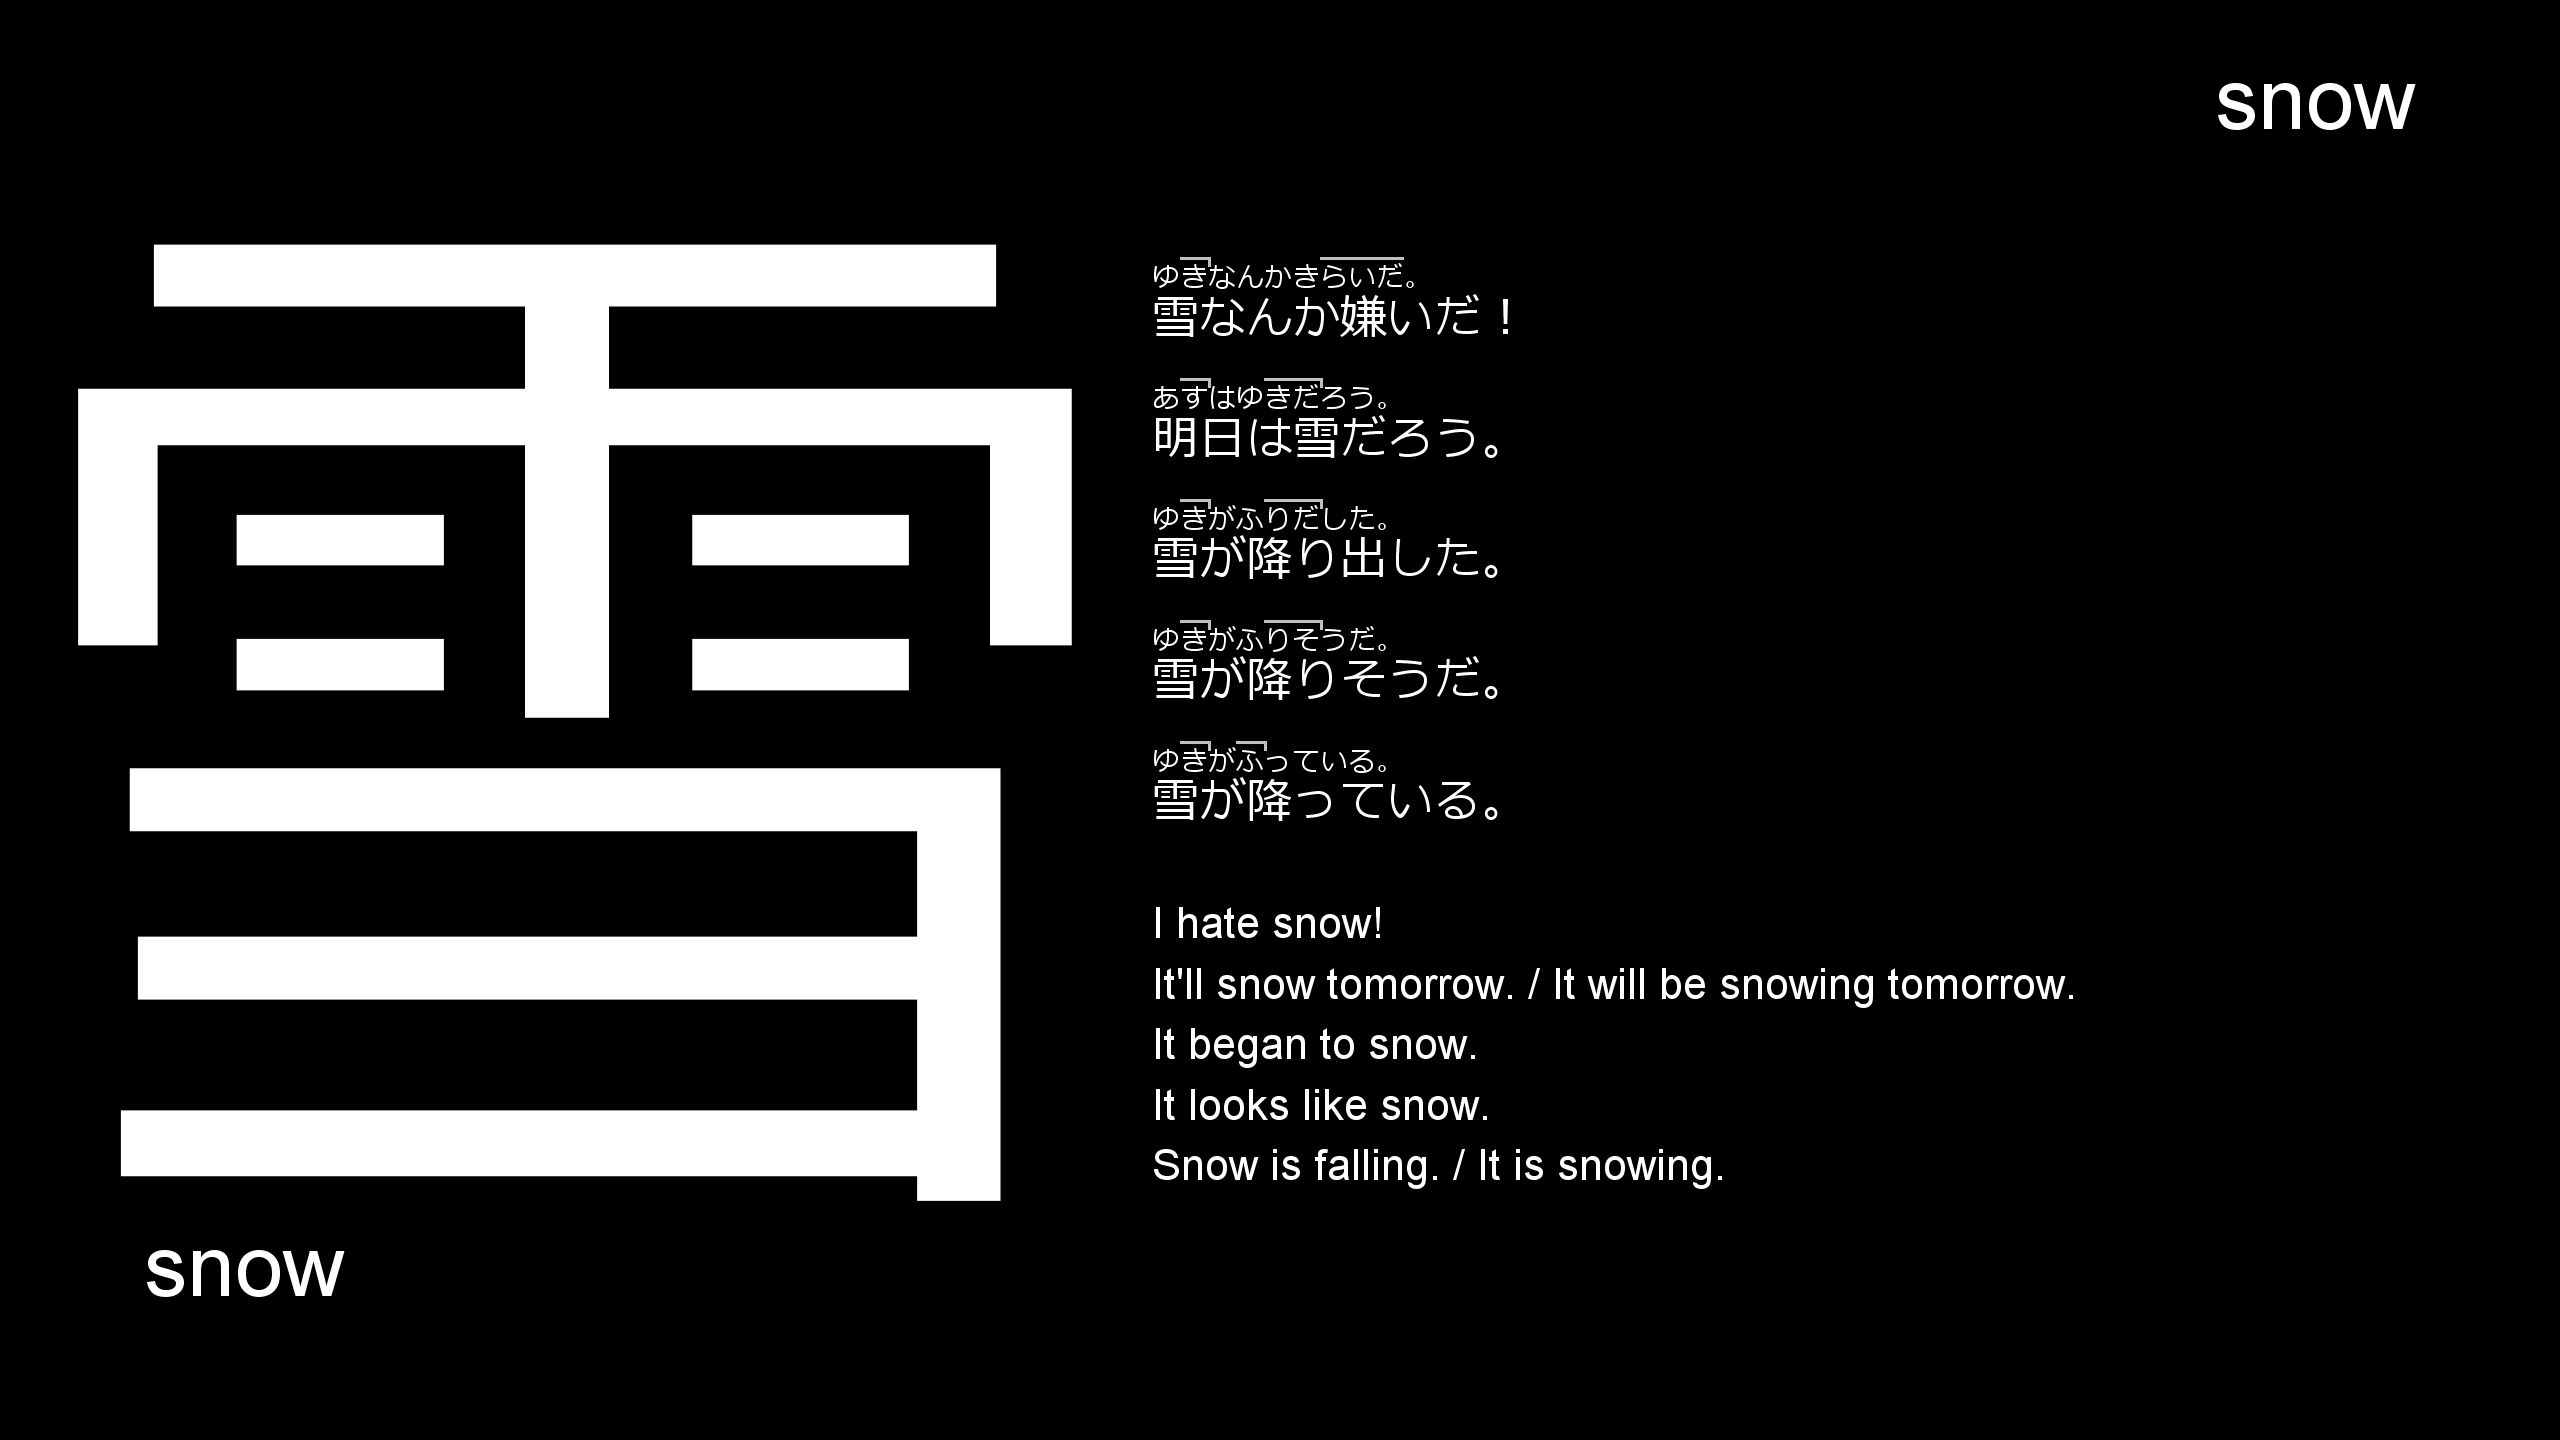 snow
雪
snow
ゆきなんかきらいだ。
雪なんか嫌いだ！
あすはゆきだろう。
明日は雪だろう。
ゆきがふりだした。
雪が降り出した。
ゆきがふりそうだ。
雪が降りそうだ。
ゆきがふっている。
雪が降っている。
I hate snow!
It'll snow tomorrow. / It will be snowing tomorrow.
It began to snow.
It looks like snow.
Snow is falling. / It is snowing.